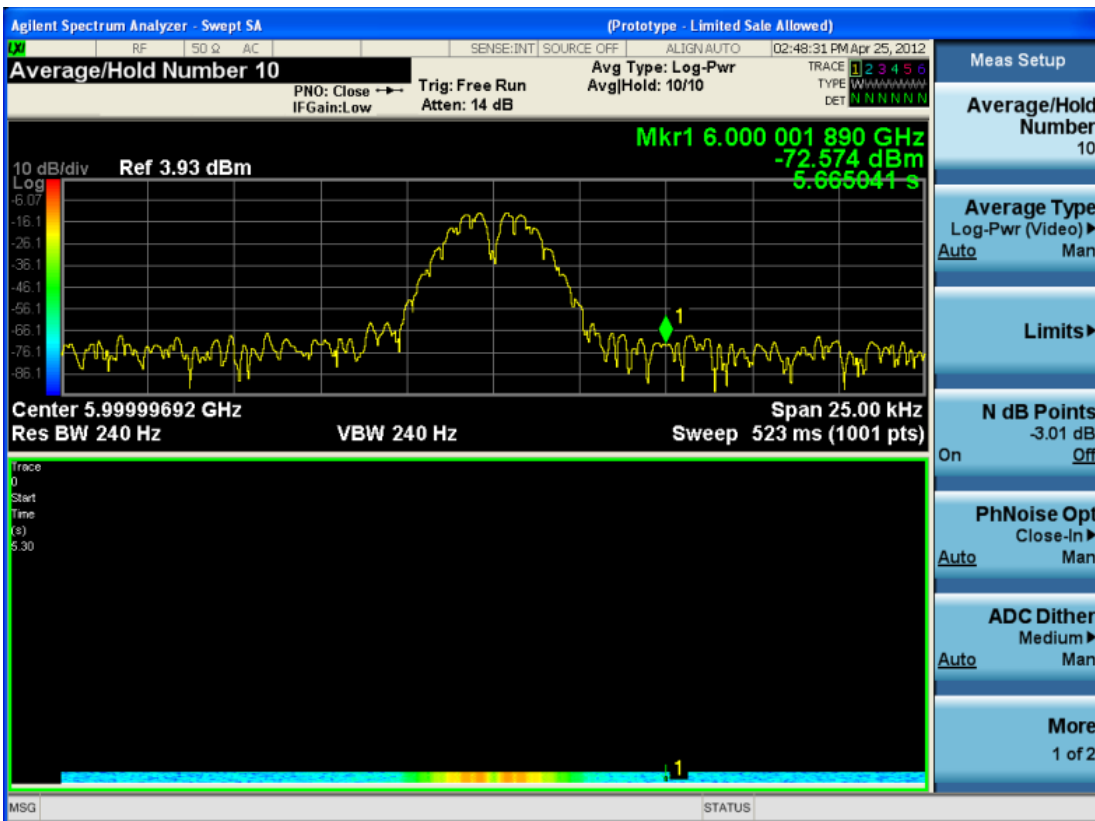 Agilent Spectrum Analyzer - Swept SA (Prototype - Limited Sale Allowed)
LXI RF 50 Ω AC SENSE:INT SOURCE OFF ALIGN AUTO 02:48:31 PM Apr 25, 2012
Average/Hold Number 10
PNO: Close
IFGain:Low
Trig: Free Run
Atten: 14 dB
Avg Type: Log-Pwr
Avg|Hold: 10/10
TRACE 1 2 3 4 5 6
TYPE WWWWWW
DET N N N N N N
Mkr1 6.000 001 890 GHz
-72.574 dBm
5.665041 s
10 dB/div Ref 3.93 dBm
Log
-6.07
-16.1
-26.1
-36.1
-46.1
-56.1
-66.1
-76.1
-86.1
1
Center 5.99999692 GHz Span 25.00 kHz
Res BW 240 Hz VBW 240 Hz Sweep 523 ms (1001 pts)
Trace
0
Start
Time
(s)
5.30
1
MSG STATUS
Meas Setup
Average/Hold
Number
10
Average Type
Log-Pwr (Video)
Auto Man
Limits
N dB Points
-3.01 dB
On Off
PhNoise Opt
Close-In
Auto Man
ADC Dither
Medium
Auto Man
More
1 of 2